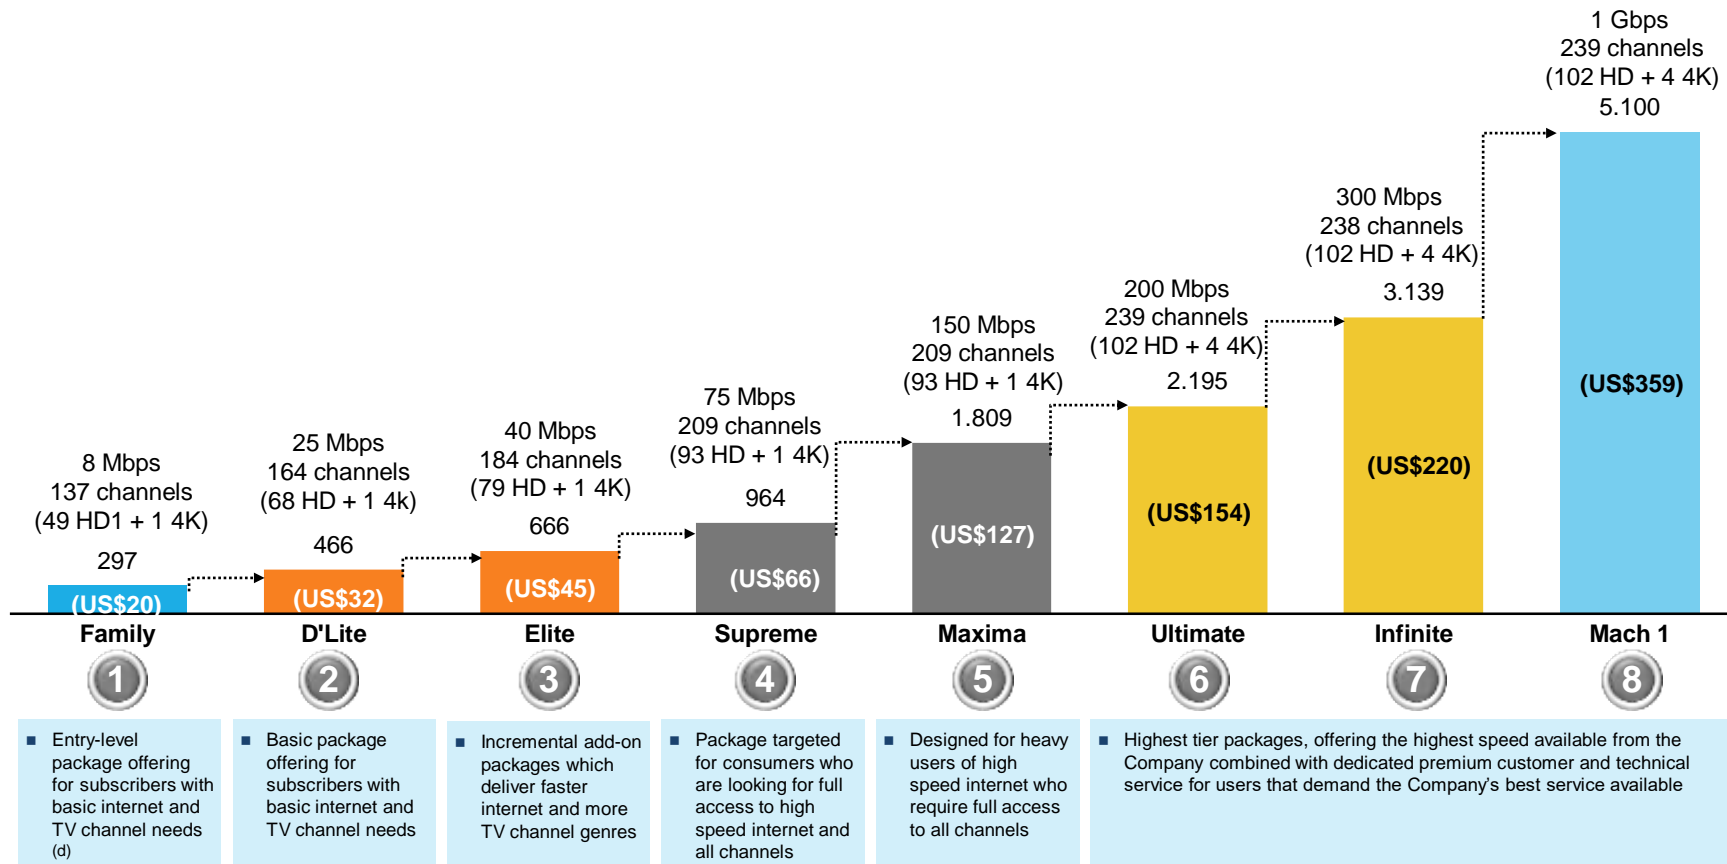 8 Mbps
137 channels
(49 HD1 + 1 4K)
297
(US$20)
25 Mbps
164 channels
(68 HD + 1 4k)
466
(US$32)
40 Mbps
184 channels
(79 HD + 1 4K)
666
(US$45)
75 Mbps
209 channels
(93 HD + 1 4K)
964
(US$66)
150 Mbps
209 channels
(93 HD + 1 4K)
1.809
(US$127)
200 Mbps
239 channels
(102 HD + 4 4K)
2.195
(US$154)
300 Mbps
238 channels
(102 HD + 4 4K)
3.139
(US$220)
1 Gbps
239 channels
(102 HD + 4 4K)
5.100
(US$359)
Family
D'Lite
Elite
Supreme
Maxima
Ultimate
Infinite
Mach 1
1
2
3
4
5
6
7
8
Entry-level
package offering
for subscribers with
basic internet and
TV channel needs
(d)
Basic package
offering for
subscribers with
basic internet and
TV channel needs
Incremental add-on
packages which
deliver faster
internet and more
TV channel genres
Package targeted
for consumers who
are looking for full
access to high
speed internet and
all channels
Designed for heavy
users of high
speed internet who
require full access
to all channels
Highest tier packages, offering the highest speed available from the
Company combined with dedicated premium customer and technical
service for users that demand the Company’s best service available